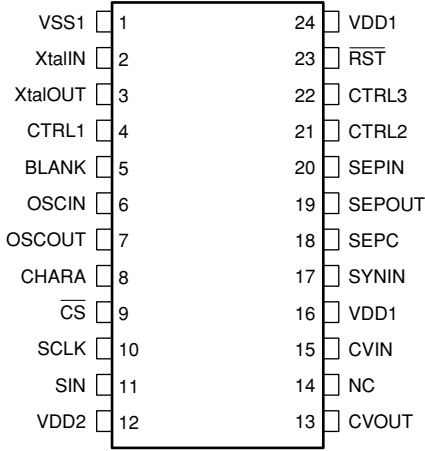 VSS1 1 24 VDD1
XtalIN 2 23 RST
XtalOUT 3 22 CTRL3
CTRL1 4 21 CTRL2
BLANK 5 20 SEPIN
OSCIN 6 19 SEPOUT
OSCOUT 7 18 SEPC
CHARA 8 17 SYNIN
CS 9 16 VDD1
SCLK 10 15 CVIN
SIN 11 14 NC
VDD2 12 13 CVOUT